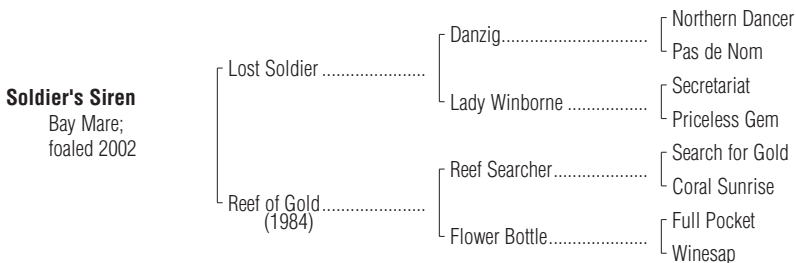 Soldier's Siren
Bay Mare;
foaled 2002
Lost Soldier ......................
Reef of Gold......................
(1984)
Danzig...............................
Lady Winborne .................
Reef Searcher....................
Flower Bottle.....................
Northern Dancer
Pas de Nom
Secretariat
Priceless Gem
Search for Gold
Coral Sunrise
Full Pocket
Winesap